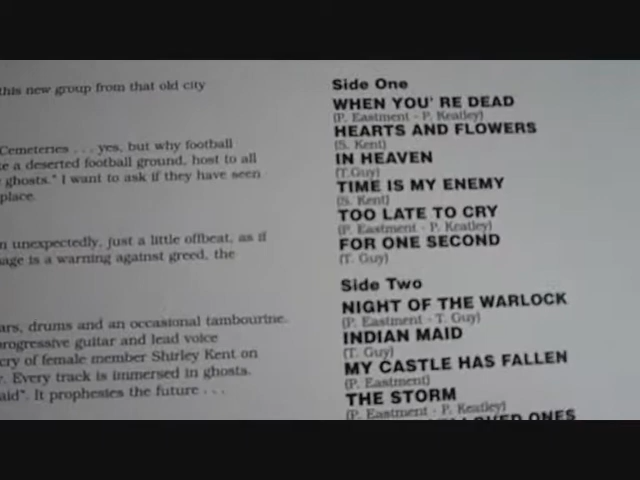 this new group from that old city
Cemeteries . . . yes, but why football
a deserted football ground, host to all
ghosts." I want to ask if they have seen
place.
unexpectedly, just a little offbeat, as if
is a warning against greed, the
drums and an occasional tambourine.
progressive guitar and lead voice
cry of female member Shirley Kent on
Every track is immersed in ghosts.
It prophesies the future . . .
Side One
WHEN YOU' RE DEAD
(P. Eastment - P. Keatley)
HEARTS AND FLOWERS
(S. Kent)
IN HEAVEN
(T.Guy)
TIME IS MY ENEMY
(S. Kent)
TOO LATE TO CRY
(P. Eastment - P. Keatley)
FOR ONE SECOND
(T. Guy)
Side Two
NIGHT OF THE WARLOCK
(P. Eastment - T. Guy)
INDIAN MAID
(T. Guy)
MY CASTLE HAS FALLEN
(P. Eastment)
THE STORM
(P. Eastment - P. Keatley)
LOVED ONES